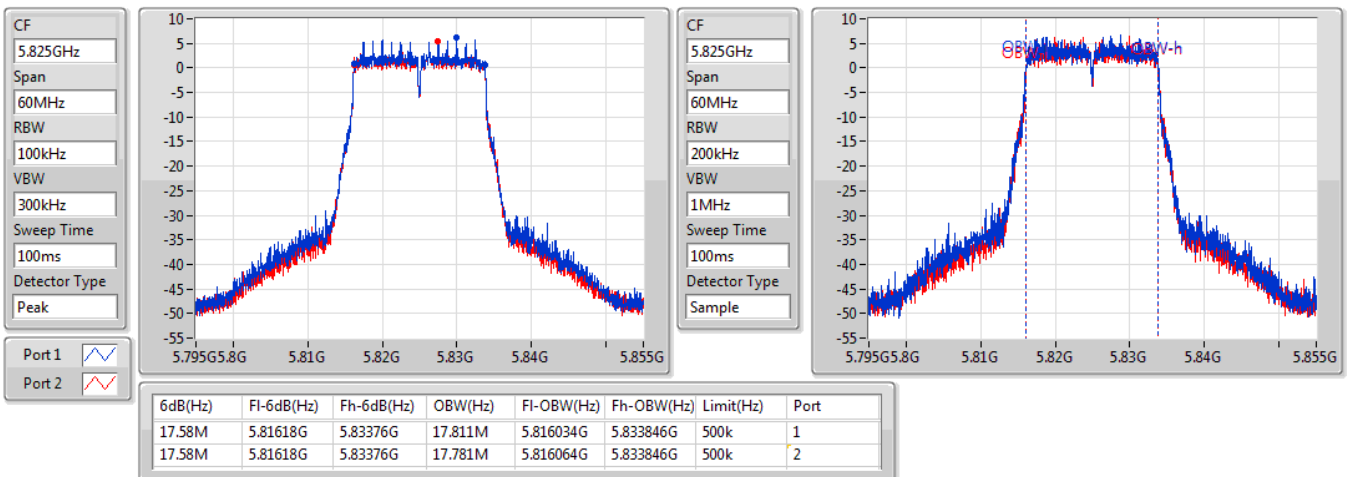 CF
5.825GHz
Span
60MHz
RBW
100kHz
VBW
300kHz
Sweep Time
100ms
Detector Type
Peak
Port 1
Port 2
10
5
0
-5
-10
-15
-20
-25
-30
-35
-40
-45
-50
-55
5.795G 5.8G 5.81G 5.82G 5.83G 5.84G 5.855G
CF
5.825GHz
Span
60MHz
RBW
200kHz
VBW
1MHz
Sweep Time
100ms
Detector Type
Sample
10
5
0
-5
-10
-15
-20
-25
-30
-35
-40
-45
-50
-55
OBW-h
5.795G 5.8G 5.81G 5.82G 5.83G 5.84G 5.855G
6dB(Hz) Fl-6dB(Hz) Fh-6dB(Hz) OBW(Hz) Fl-OBW(Hz) Fh-OBW(Hz) Limit(Hz) Port
17.58M 5.81618G 5.83376G 17.811M 5.816034G 5.833846G 500k 1
17.58M 5.81618G 5.83376G 17.781M 5.816064G 5.833846G 500k 2